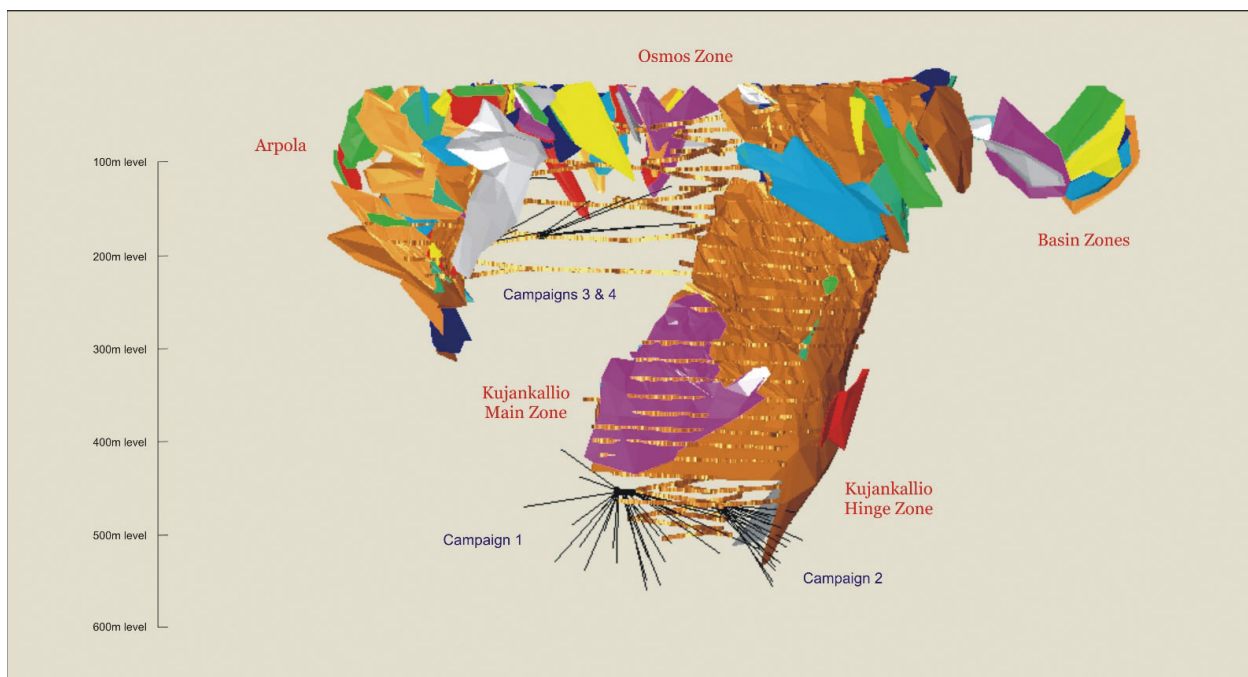 Osmos Zone
Arpola
100m level
Basin Zones
200m level
Campaigns 3 & 4
300m level
Kujankallio
Main Zone
400m level
Kujankallio
Hinge Zone
500m level
Campaign 1
Campaign 2
600m level